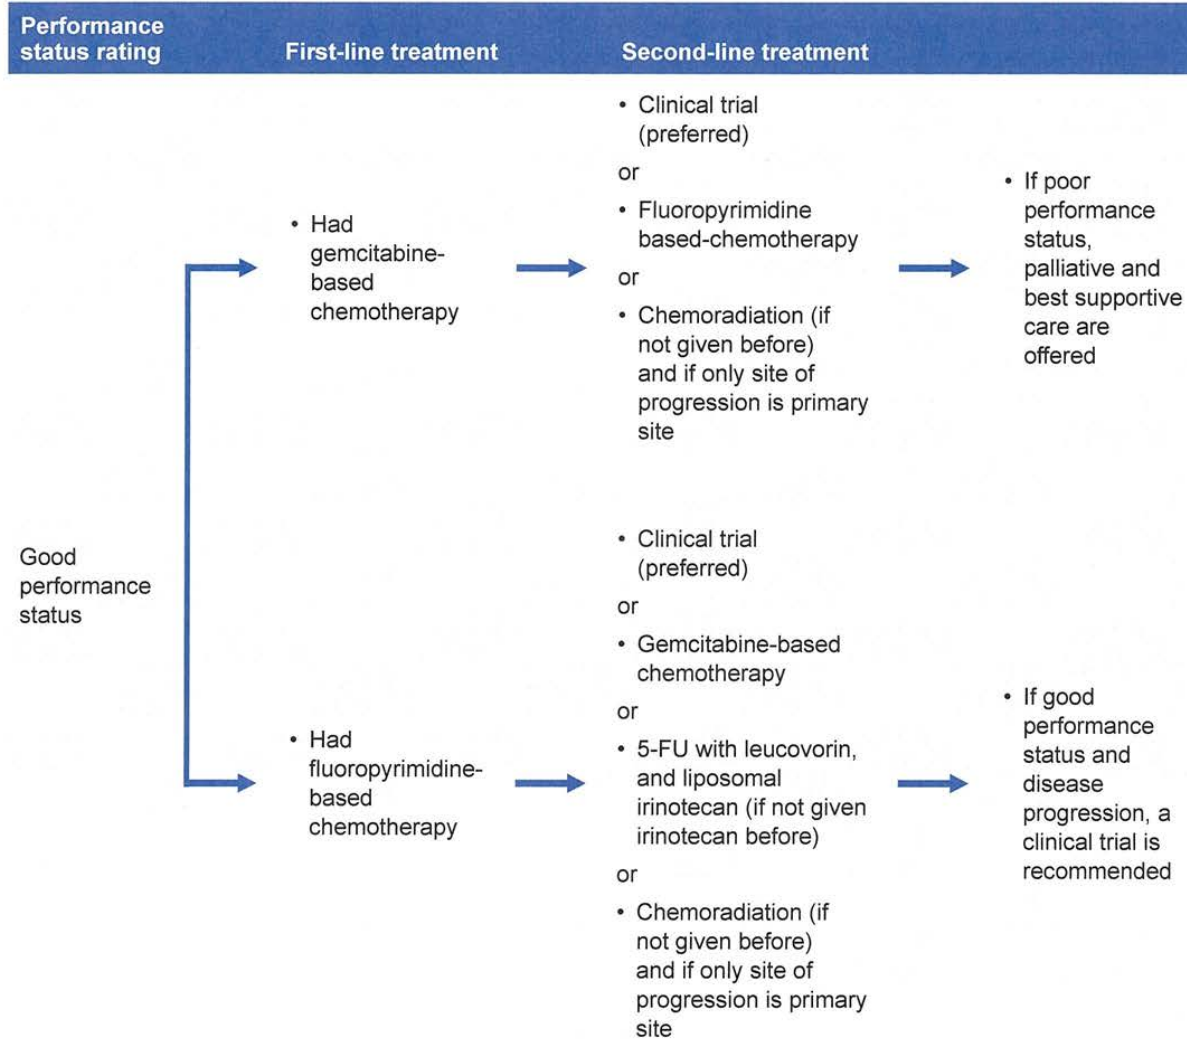 Performance
status rating
First-line treatment
Second-line treatment
Good
performance
status
• Had
gemcitabine-
based
chemotherapy
• Clinical trial
(preferred)
or
• Fluoropyrimidine
based-chemotherapy
or
• Chemoradiation (if
not given before)
and if only site of
progression is primary
site
• If poor
performance
status,
palliative and
best supportive
care are
offered
• Had
fluoropyrimidine-
based
chemotherapy
• Clinical trial
(preferred)
or
• Gemcitabine-based
chemotherapy
or
• 5-FU with leucovorin,
and liposomal
irinotecan (if not given
irinotecan before)
or
• Chemoradiation (if
not given before)
and if only site of
progression is primary
site
• If good
performance
status and
disease
progression, a
clinical trial is
recommended